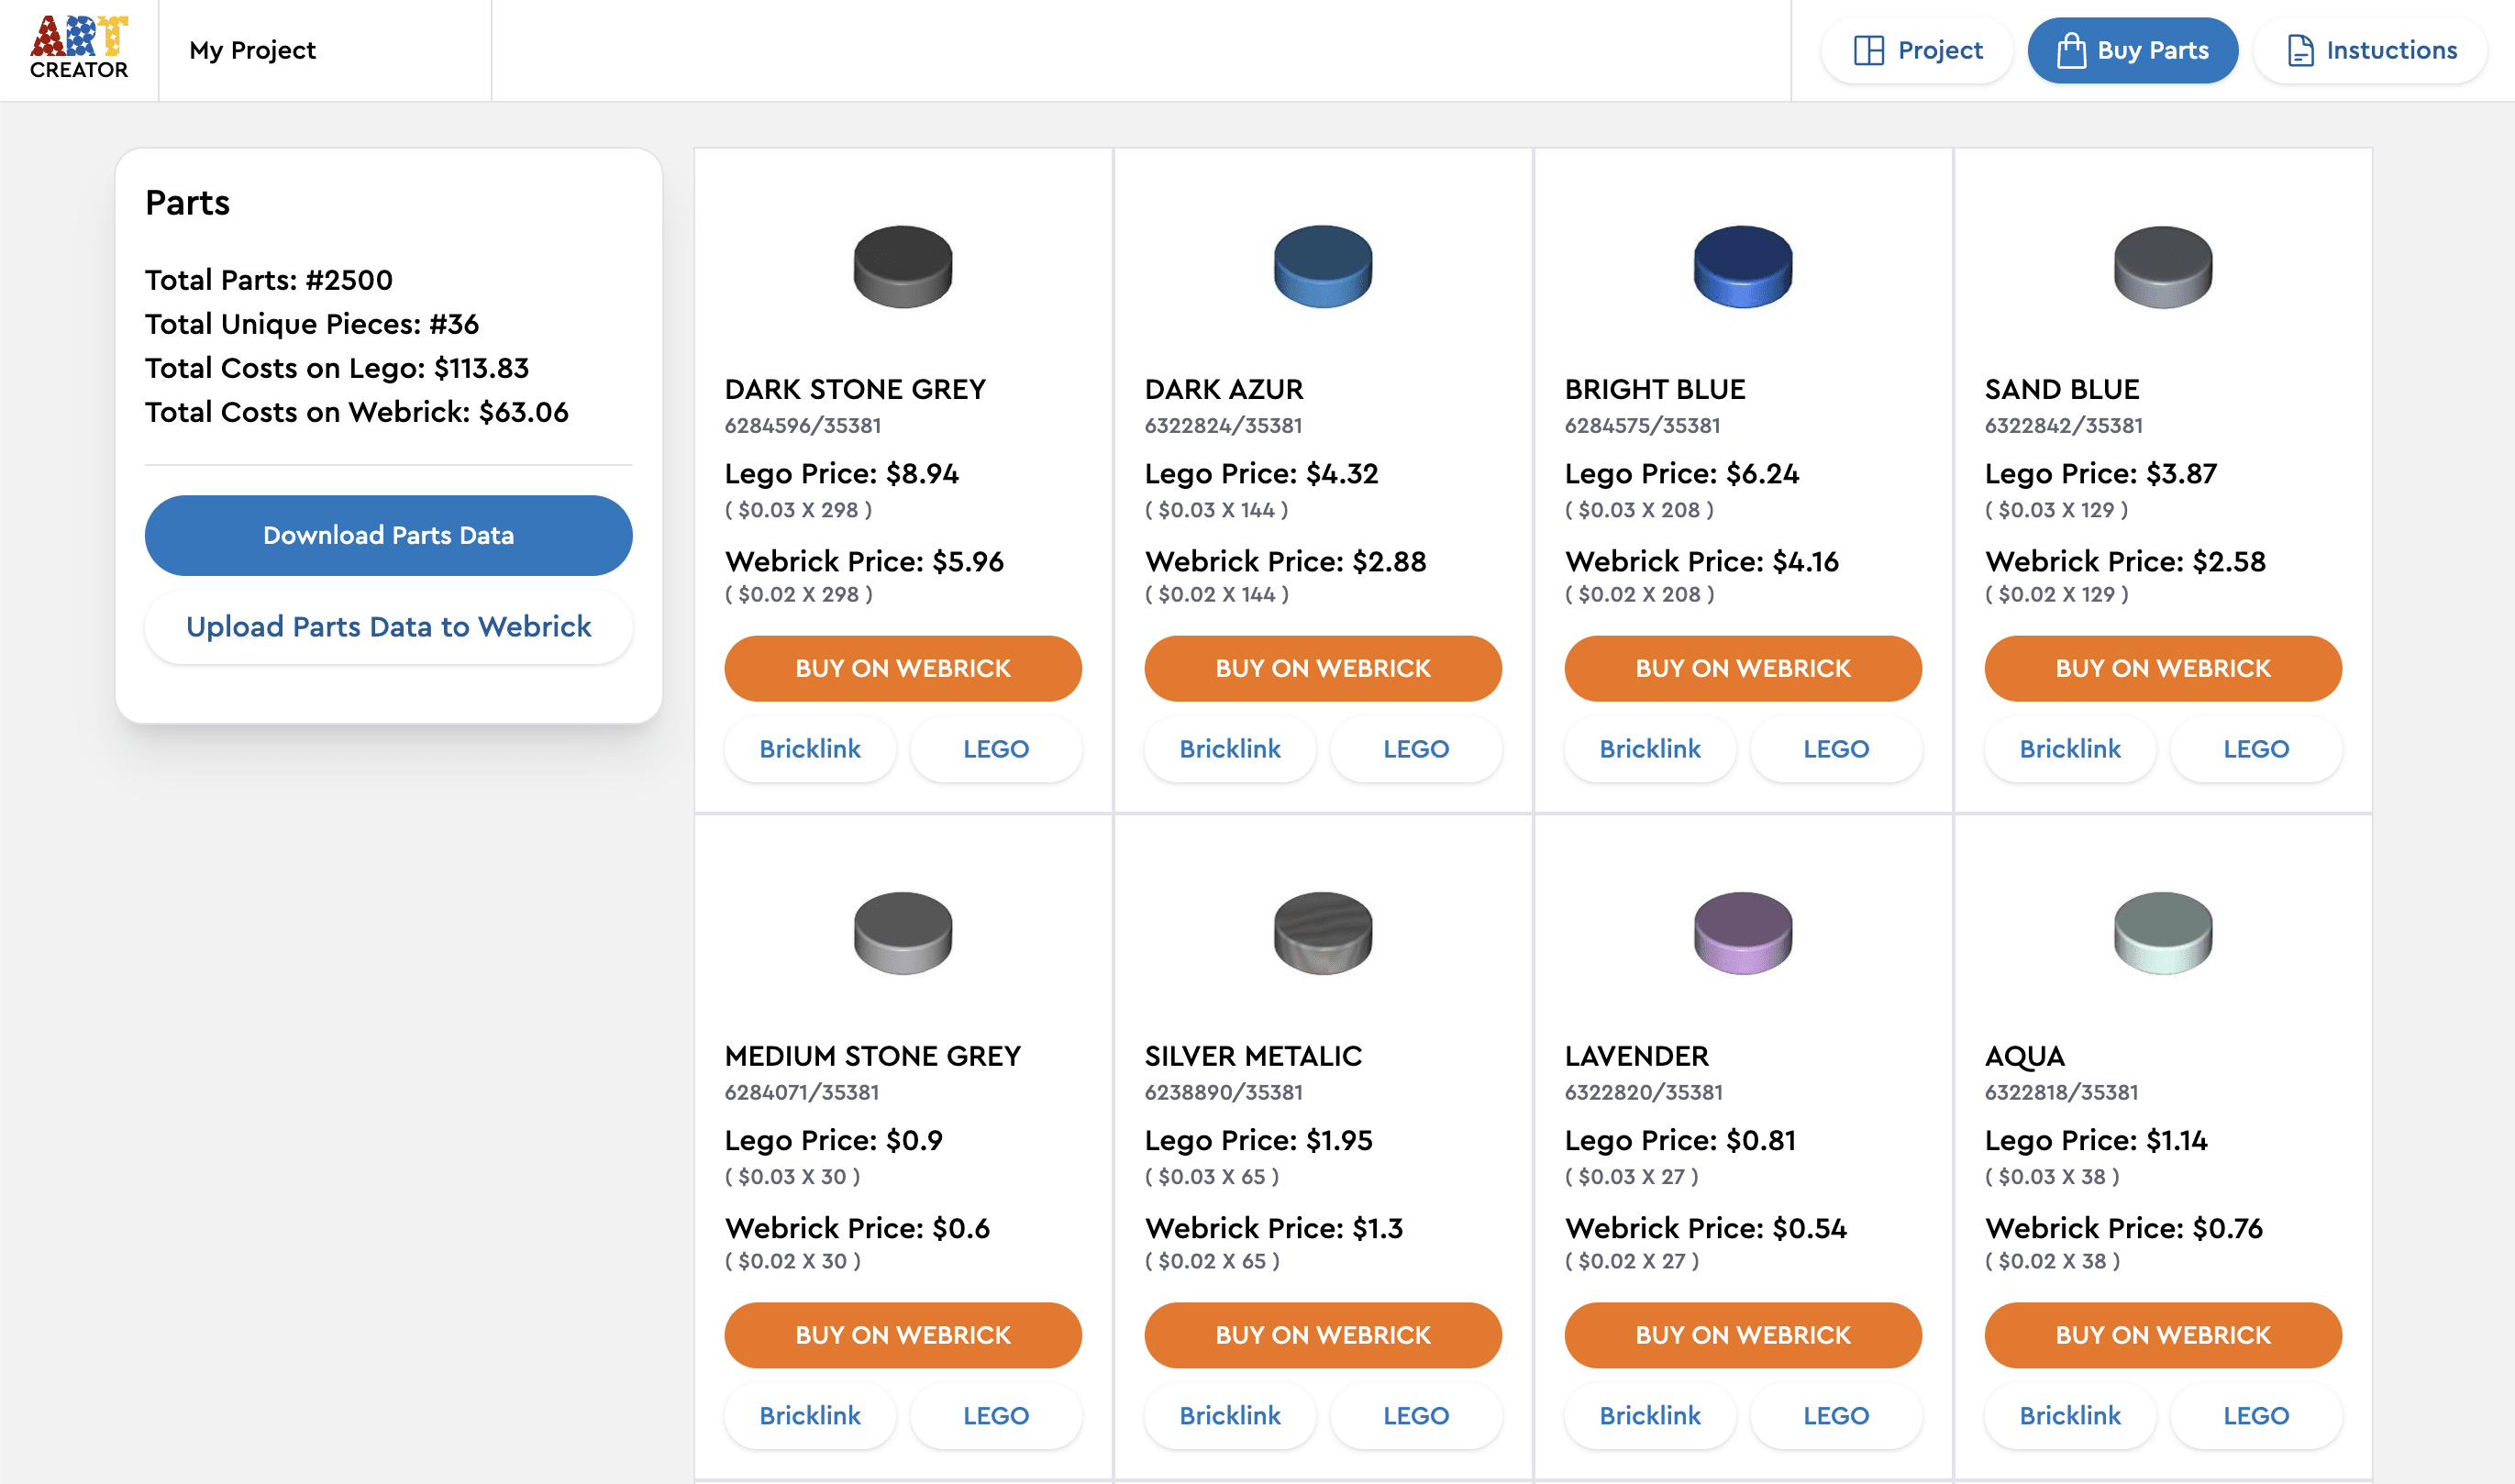 ART
CREATOR
My Project
Project
Buy Parts
Instuctions
Parts
Total Parts: #2500
Total Unique Pieces: #36
Total Costs on Lego: $113.83
Total Costs on Webrick: $63.06
Download Parts Data
Upload Parts Data to Webrick
DARK STONE GREY
6284596/35381
Lego Price: $8.94
( $0.03 X 298 )
Webrick Price: $5.96
( $0.02 X 298 )
BUY ON WEBRICK
Bricklink
LEGO
DARK AZUR
6322824/35381
Lego Price: $4.32
( $0.03 X 144 )
Webrick Price: $2.88
( $0.02 X 144 )
BUY ON WEBRICK
Bricklink
LEGO
BRIGHT BLUE
6284575/35381
Lego Price: $6.24
( $0.03 X 208 )
Webrick Price: $4.16
( $0.02 X 208 )
BUY ON WEBRICK
Bricklink
LEGO
SAND BLUE
6322842/35381
Lego Price: $3.87
( $0.03 X 129 )
Webrick Price: $2.58
( $0.02 X 129 )
BUY ON WEBRICK
Bricklink
LEGO
MEDIUM STONE GREY
6284071/35381
Lego Price: $0.9
( $0.03 X 30 )
Webrick Price: $0.6
( $0.02 X 30 )
BUY ON WEBRICK
Bricklink
LEGO
SILVER METALIC
6238890/35381
Lego Price: $1.95
( $0.03 X 65 )
Webrick Price: $1.3
( $0.02 X 65 )
BUY ON WEBRICK
Bricklink
LEGO
LAVENDER
6322820/35381
Lego Price: $0.81
( $0.03 X 27 )
Webrick Price: $0.54
( $0.02 X 27 )
BUY ON WEBRICK
Bricklink
LEGO
AQUA
6322818/35381
Lego Price: $1.14
( $0.03 X 38 )
Webrick Price: $0.76
( $0.02 X 38 )
BUY ON WEBRICK
Bricklink
LEGO